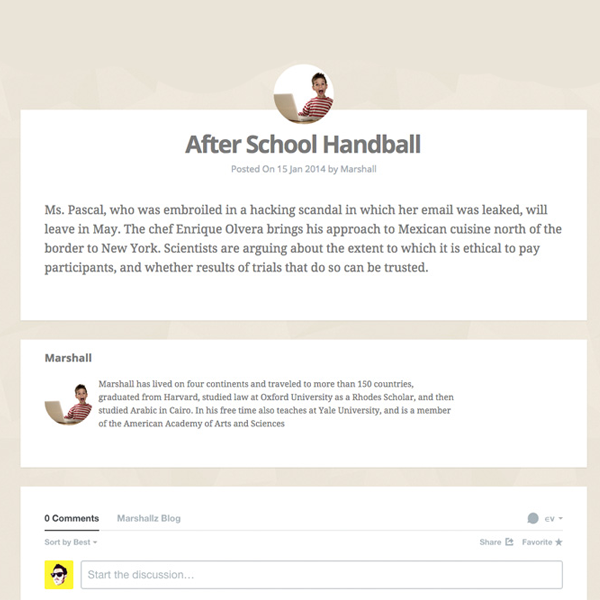 After School Handball
Posted On 15 Jan 2014 by Marshall
Ms. Pascal, who was embroiled in a hacking scandal in which her email was leaked, will
leave in May. The chef Enrique Olvera brings his approach to Mexican cuisine north of the
border to New York. Scientists are arguing about the extent to which it is ethical to pay
participants, and whether results of trials that do so can be trusted.
Marshall
Marshall has lived on four continents and traveled to more than 150 countries,
graduated from Harvard, studied law at Oxford University as a Rhodes Scholar, and then
studied Arabic in Cairo. In his free time also teaches at Yale University, and is a member
of the American Academy of Arts and Sciences
0 Comments Marshallz Blog ev
Sort by Best Share Favorite
Start the discussion…